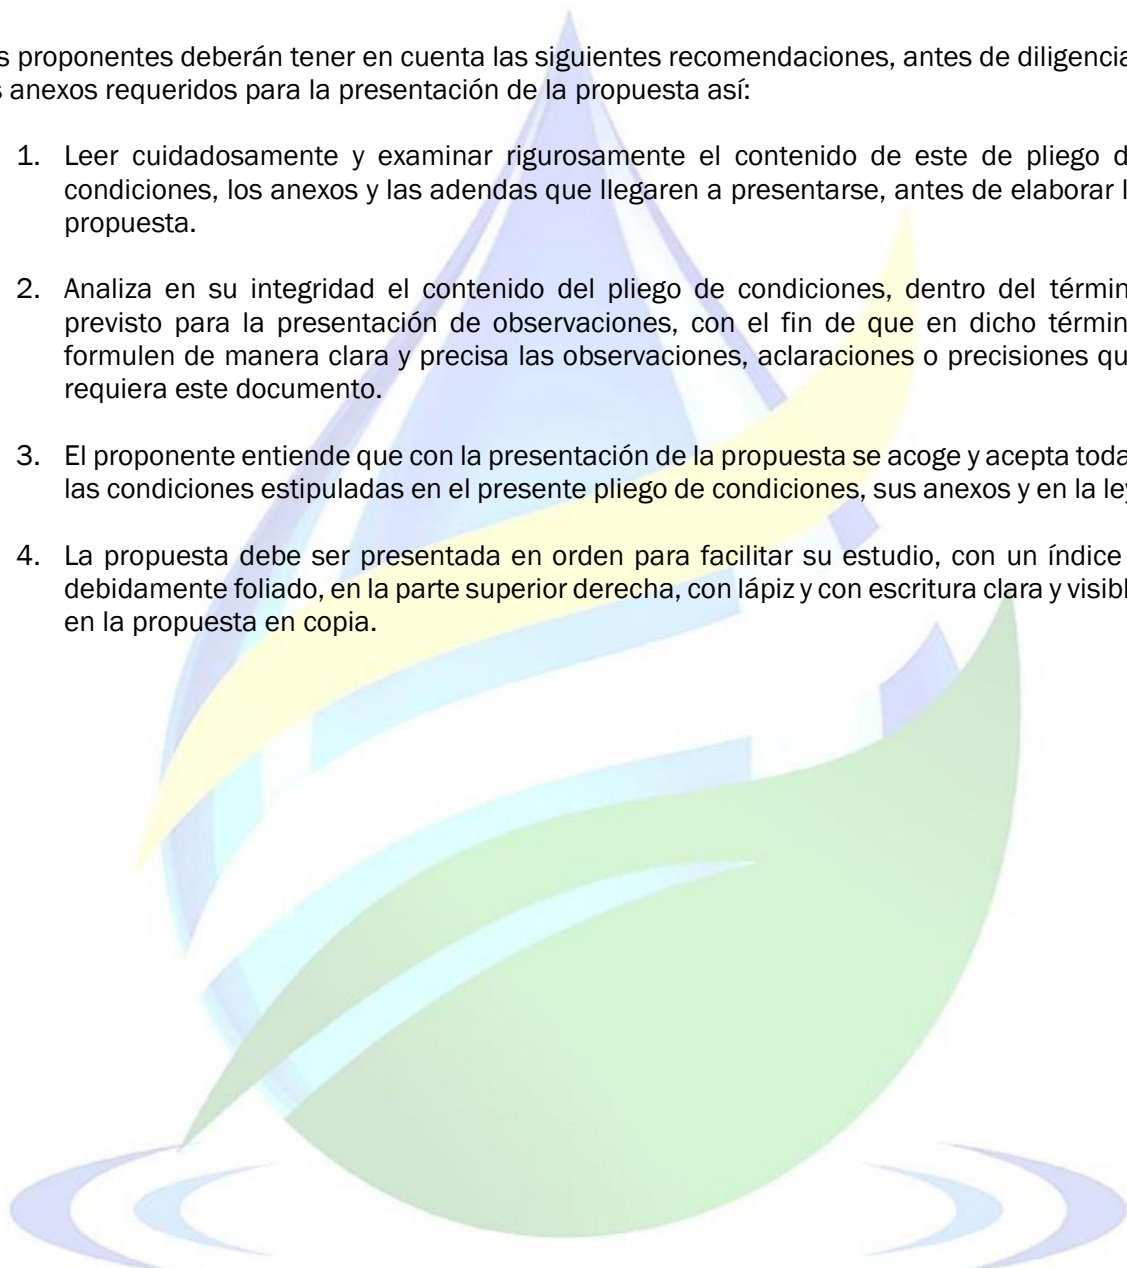 s proponentes deberán tener en cuenta las siguientes recomendaciones, antes de diligencia
s anexos requeridos para la presentación de la propuesta así:
1. Leer cuidadosamente y examinar rigurosamente el contenido de este de pliego d
condiciones, los anexos y las adendas que llegaren a presentarse, antes de elaborar l
propuesta.
2. Analiza en su integridad el contenido del pliego de condiciones, dentro del términ
previsto para la presentación de observaciones, con el fin de que en dicho términ
formulen de manera clara y precisa las observaciones, aclaraciones o precisiones qu
requiera este documento.
3. El proponente entiende que con la presentación de la propuesta se acoge y acepta toda
las condiciones estipuladas en el presente pliego de condiciones, sus anexos y en la ley
4. La propuesta debe ser presentada en orden para facilitar su estudio, con un índice
debidamente foliado, en la parte superior derecha, con lápiz y con escritura clara y visibl
en la propuesta en copia.